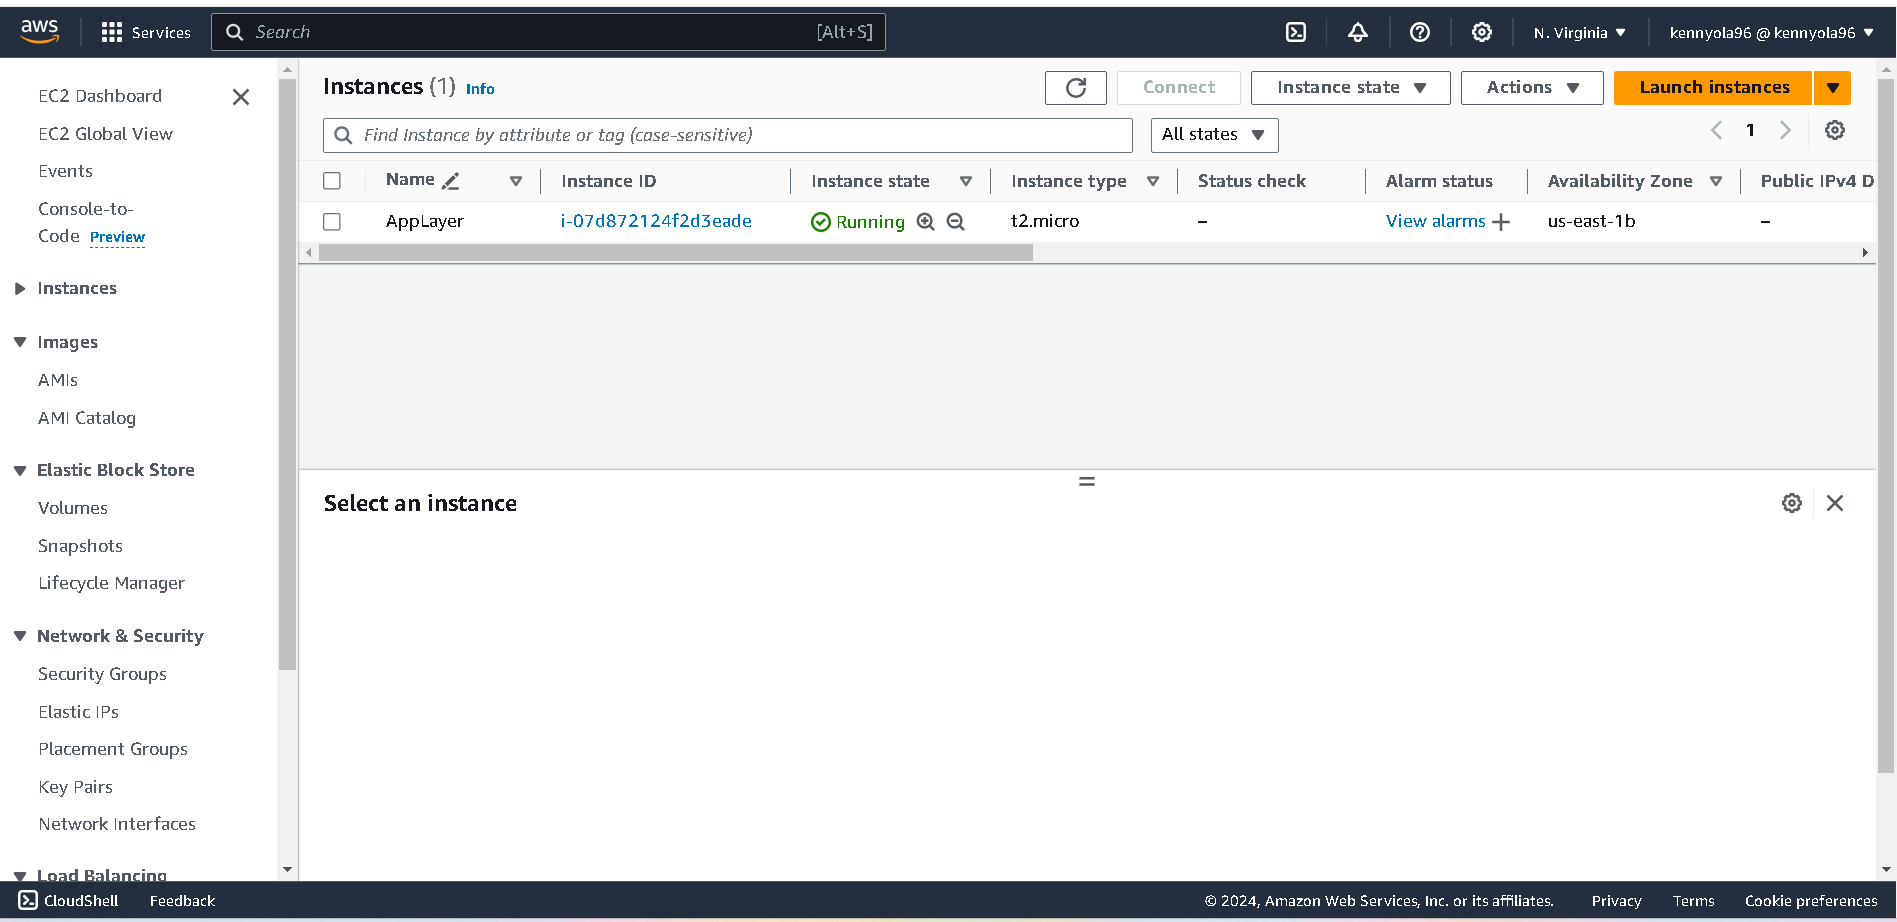 aws
Services
Search
[Alt+S]
N. Virginia
kennyola96 @ kennyola96
EC2 Dashboard
EC2 Global View
Events
Console-to-
Code Preview
Instances
Images
AMIs
AMI Catalog
Elastic Block Store
Volumes
Snapshots
Lifecycle Manager
Network & Security
Security Groups
Elastic IPs
Placement Groups
Key Pairs
Network Interfaces
Load Balancing
Instances (1) Info
Connect
Instance state
Actions
Launch instances
Find Instance by attribute or tag (case-sensitive)
All states
1
Name Instance ID Instance state Instance type Status check Alarm status Availability Zone Public IPv4 D
AppLayer i-07d872124f2d3eade Running t2.micro – View alarms + us-east-1b –
Select an instance
CloudShell Feedback © 2024, Amazon Web Services, Inc. or its affiliates. Privacy Terms Cookie preferences